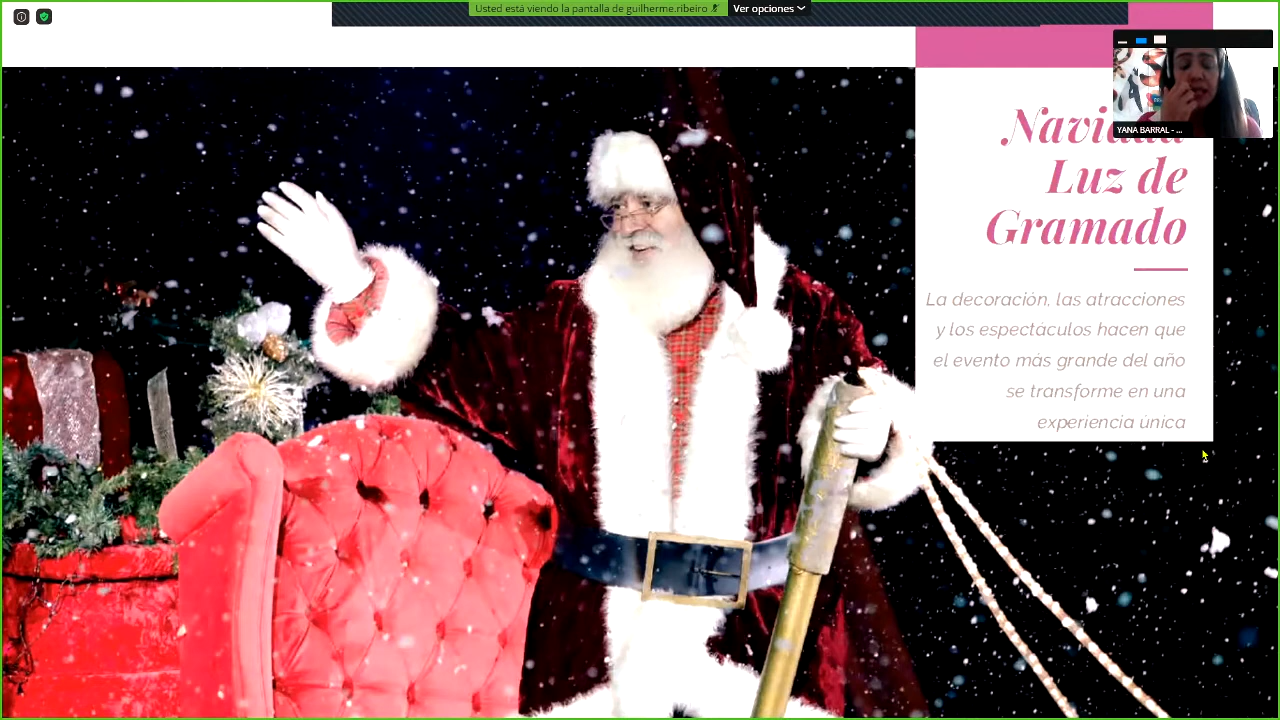 Usted está viendo la pantalla de guilherme.ribeiro
Ver opciones
YANA BARRAL - ...
Luz de
Gramado
La decoración, las atracciones
y los espectáculos hacen que
el evento más grande del año
se transforme en una
experiencia única